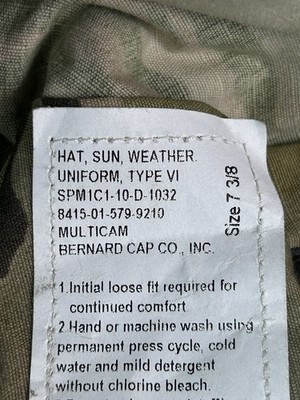 HAT, SUN, WEATHER.
UNIFORM, TYPE VI
SPM1C1-10-D-1032
8415-01-579-9210
MULTICAM
BERNARD CAP CO., INC.
Size 7 3/8
1.Initial loose fit required for
continued comfort
2.Hand or machine wash using
permanent press cycle, cold
water and mild detergent
without chlorine bleach.